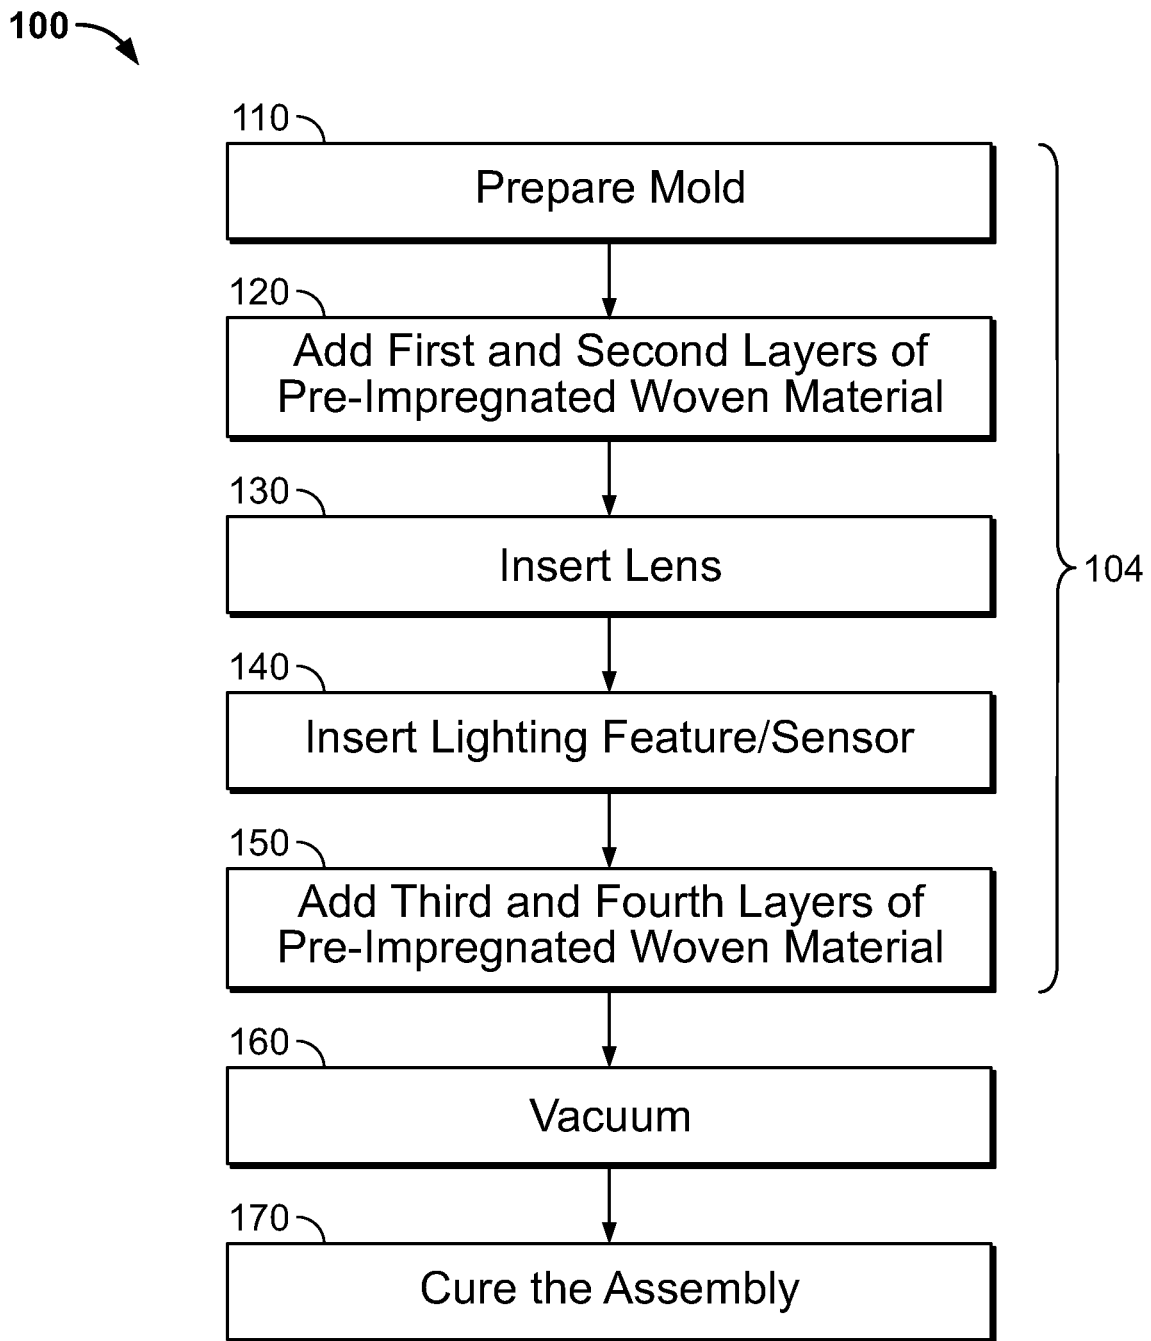 100
110
Prepare Mold
120
Add First and Second Layers of
Pre-Impregnated Woven Material
130
Insert Lens
104
140
Insert Lighting Feature/Sensor
150
Add Third and Fourth Layers of
Pre-Impregnated Woven Material
160
Vacuum
170
Cure the Assembly